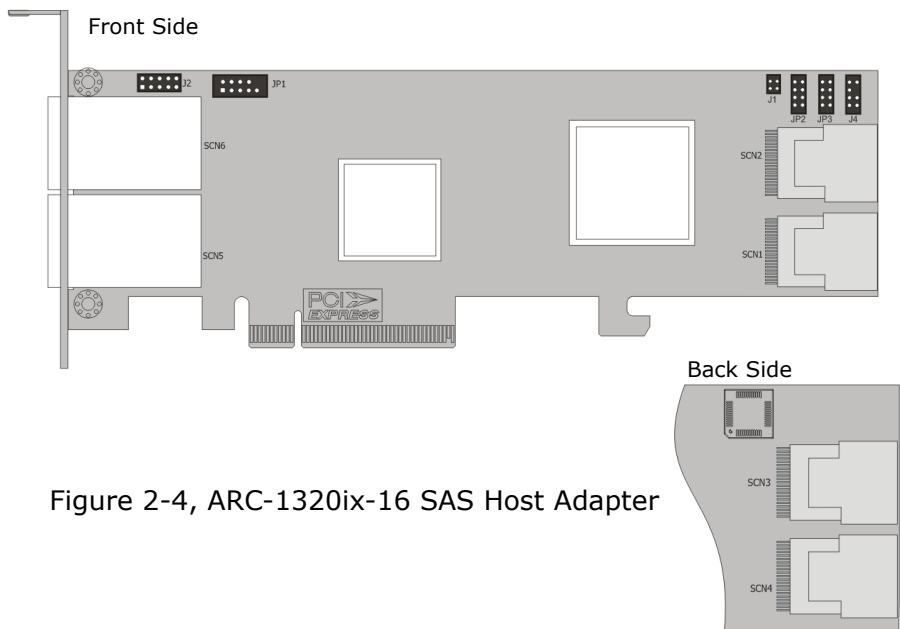 Front Side
J2
JP1
J1
JP2
JP3
J4
SCN6
SCN2
SCN5
SCN1
PCI
EXPRESS
Back Side
SCN3
Figure 2-4, ARC-1320ix-16 SAS Host Adapter
SCN4